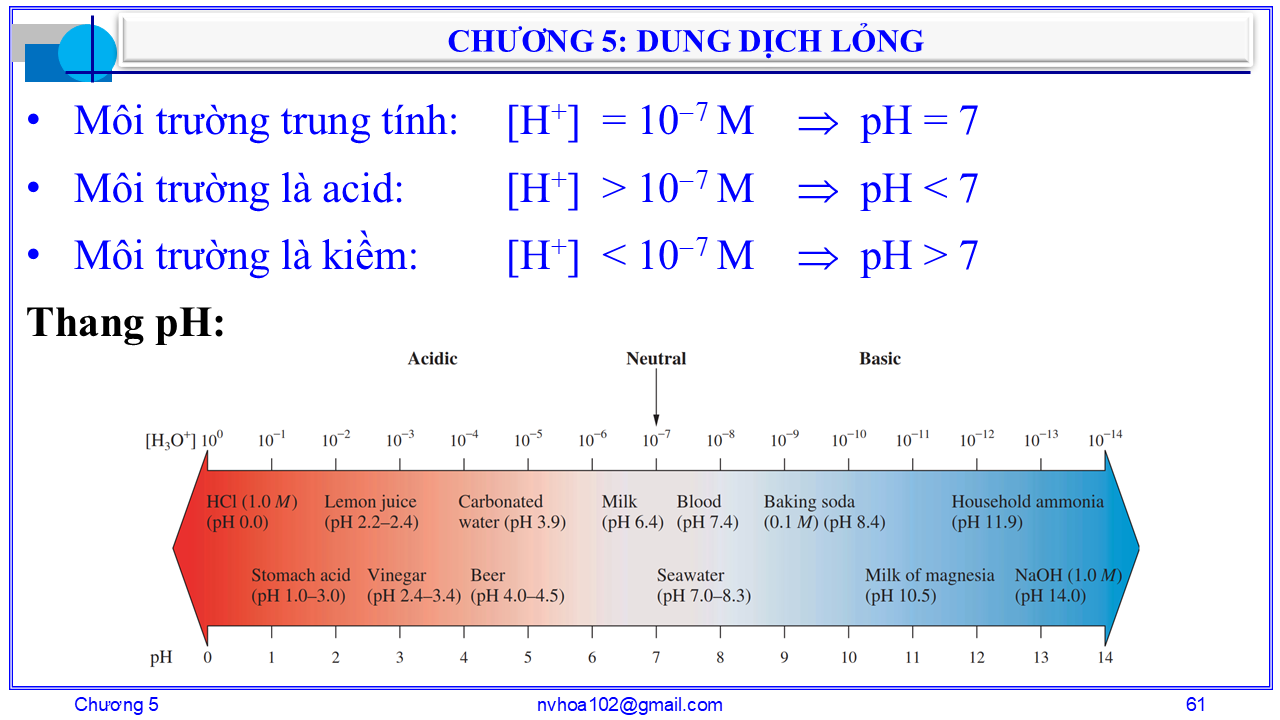 CHƯƠNG 5: DUNG DỊCH LỎNG
• Môi trường trung tính: [H⁺] = 10⁻⁷ M ⇒ pH = 7
• Môi trường là acid: [H⁺] > 10⁻⁷ M ⇒ pH < 7
• Môi trường là kiềm: [H⁺] < 10⁻⁷ M ⇒ pH > 7
Thang pH:
Acidic Neutral Basic
[H₃O⁺] 10⁰ 10⁻¹ 10⁻² 10⁻³ 10⁻⁴ 10⁻⁵ 10⁻⁶ 10⁻⁷ 10⁻⁸ 10⁻⁹ 10⁻¹⁰ 10⁻¹¹ 10⁻¹² 10⁻¹³ 10⁻¹⁴
HCl (1.0 M) Lemon juice Carbonated Milk Blood Baking soda Household ammonia
(pH 0.0) (pH 2.2–2.4) water (pH 3.9) (pH 6.4) (pH 7.4) (0.1 M) (pH 8.4) (pH 11.9)
Stomach acid Vinegar Beer Seawater Milk of magnesia NaOH (1.0 M)
(pH 1.0–3.0) (pH 2.4–3.4) (pH 4.0–4.5) (pH 7.0–8.3) (pH 10.5) (pH 14.0)
pH 0 1 2 3 4 5 6 7 8 9 10 11 12 13 14
Chương 5 nvhoa102@gmail.com 61